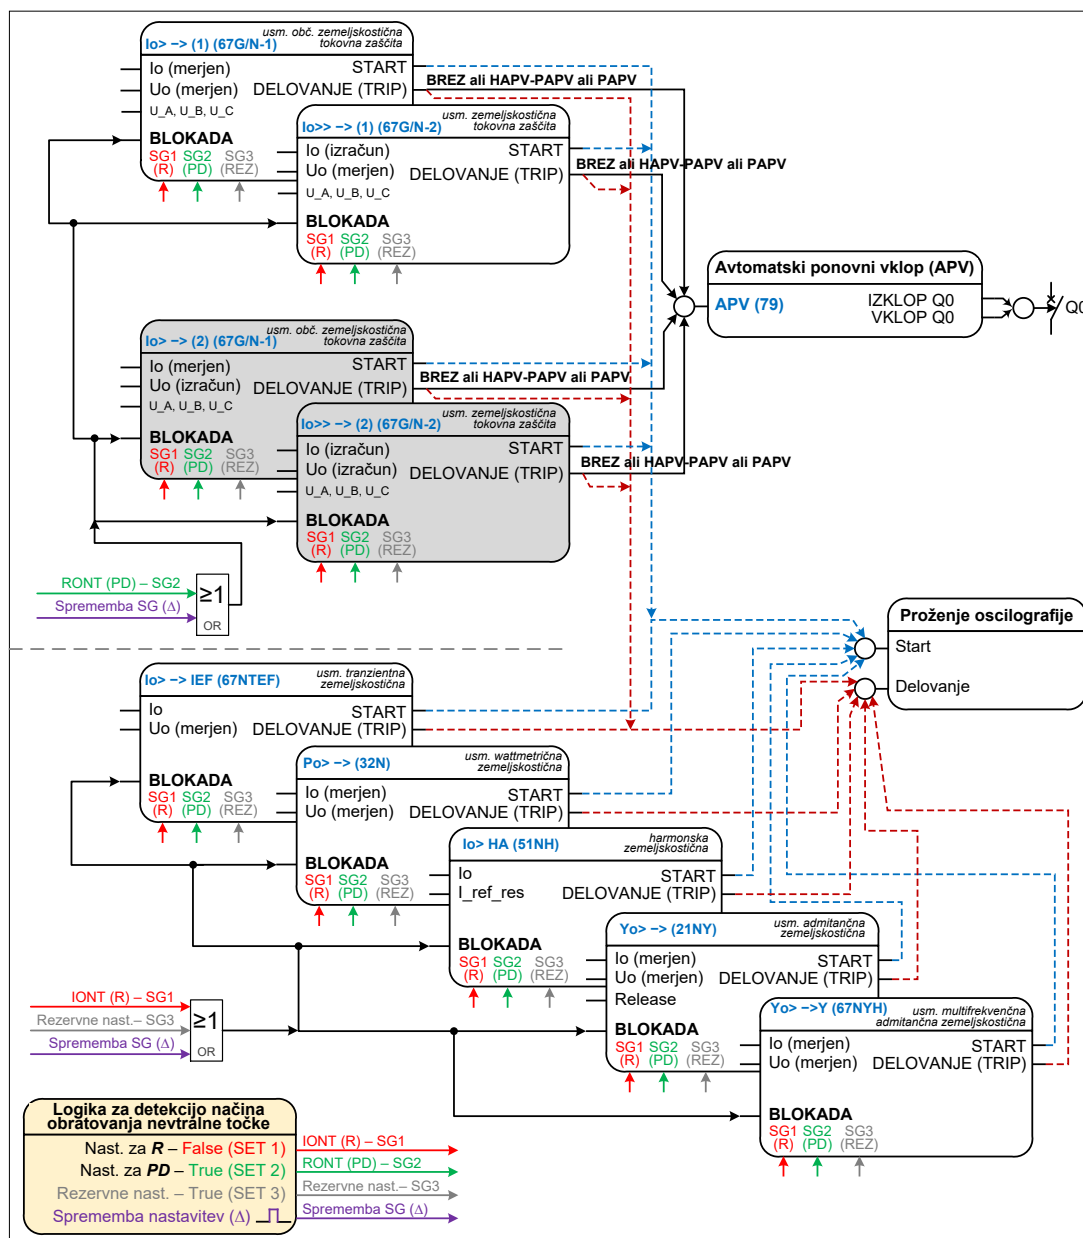 Io> −> (1) (67G/N-1)
usm. obč. zemeljskostična
tokovna zaščita
Io (merjen)
Uo (merjen)
U_A, U_B, U_C
START
DELOVANJE (TRIP)
BREZ ali HAPV-PAPV ali PAPV
BLOKADA
SG1 SG2 SG3
(R) (PD) (REZ)
Io>> −> (1) (67G/N-2)
usm. zemeljskostična
tokovna zaščita
Io (izračun)
Uo (merjen)
U_A, U_B, U_C
START
DELOVANJE (TRIP)
BREZ ali HAPV-PAPV ali PAPV
BLOKADA
SG1 SG2 SG3
(R) (PD) (REZ)
Avtomatski ponovni vklop (APV)
APV (79)
IZKLOP Q0
VKLOP Q0
Q0
Io> −> (2) (67G/N-1)
usm. obč. zemeljskostična
tokovna zaščita
Io (merjen)
Uo (izračun)
U_A, U_B, U_C
START
DELOVANJE (TRIP)
BREZ ali HAPV-PAPV ali PAPV
BLOKADA
SG1 SG2 SG3
(R) (PD) (REZ)
Io>> −> (2) (67G/N-2)
usm. zemeljskostična
tokovna zaščita
Io (izračun)
Uo (izračun)
U_A, U_B, U_C
START
DELOVANJE (TRIP)
BREZ ali HAPV-PAPV ali PAPV
BLOKADA
SG1 SG2 SG3
(R) (PD) (REZ)
RONT (PD) – SG2
Sprememba SG (Δ)
≥1
OR
Proženje oscilografije
Start
Delovanje
Io> −> IEF (67NTEF)
usm. tranzientna
zemeljskostična
Io
Uo (merjen)
START
DELOVANJE (TRIP)
BLOKADA
SG1 SG2 SG3
(R) (PD) (REZ)
Po> −> (32N)
usm. wattmetrična
zemeljskostična
Io (merjen)
Uo (merjen)
START
DELOVANJE (TRIP)
BLOKADA
SG1 SG2 SG3
(R) (PD) (REZ)
Io> HA (51NH)
harmonska
zemeljskostična
Io
I_ref_res
START
DELOVANJE (TRIP)
BLOKADA
SG1 SG2 SG3
(R) (PD) (REZ)
Yo> −> (21NY)
usm. admitančna
zemeljskostična
Io (merjen)
Uo (merjen)
Release
START
DELOVANJE (TRIP)
BLOKADA
SG1 SG2 SG3
(R) (PD) (REZ)
Yo> −>Y (67NYH)
usm. multifrekvenčna
admitančna zemeljskostična
Io (merjen)
Uo (merjen)
START
DELOVANJE (TRIP)
BLOKADA
SG1 SG2 SG3
(R) (PD) (REZ)
IONT (R) – SG1
Rezervne nast.– SG3
Sprememba SG (Δ)
≥1
OR
Logika za detekcijo načina
obratovanja nevtralne točke
Nast. za R – False (SET 1)
Nast. za PD – True (SET 2)
Rezervne nast. – True (SET 3)
Sprememba nastavitev (Δ)
IONT (R) – SG1
RONT (PD) – SG2
Rezervne nast.– SG3
Sprememba SG (Δ)